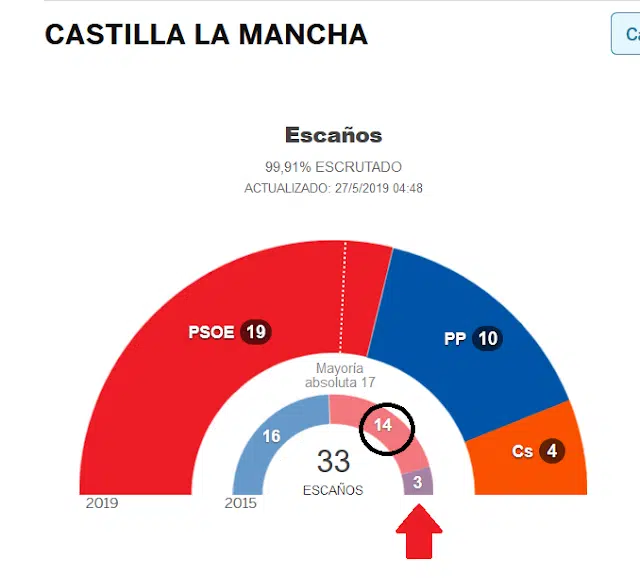 CASTILLA LA MANCHA
Ca
Escaños
99,91% ESCRUTADO
ACTUALIZADO: 27/5/2019 04:48
PSOE 19
PP 10
Mayoría
absoluta 17
16
14
Cs 4
33
3
ESCAÑOS
2019
2015